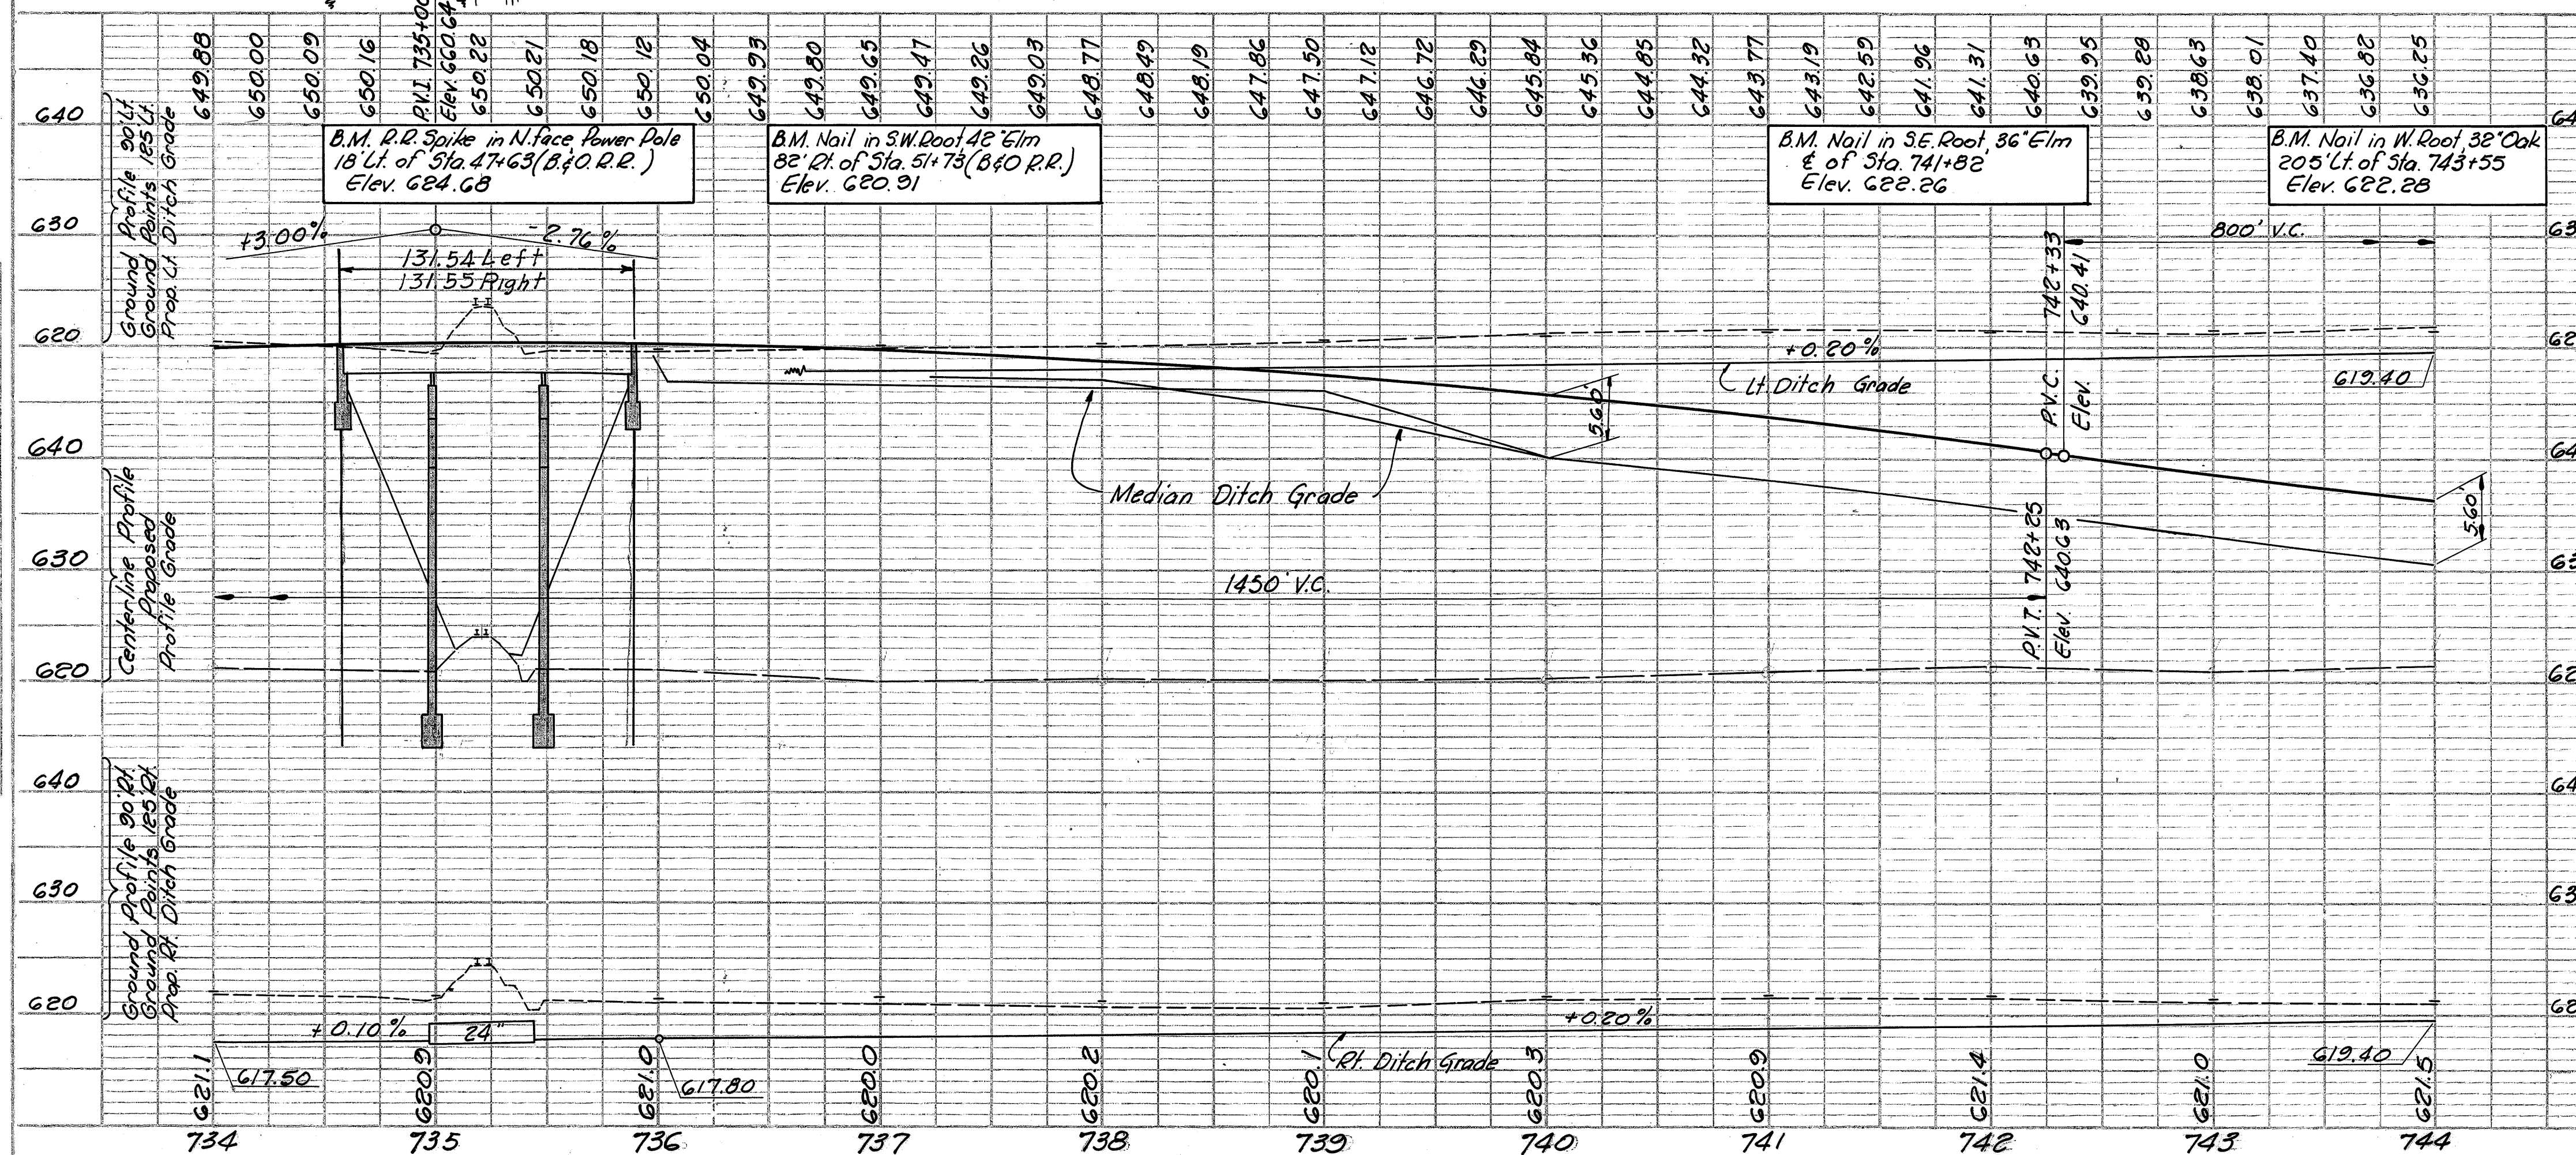 649.88
650.00
650.09
650.16
P.V.I. 735+00
Elev. 660.64
650.22
650.21
650.18
650.12
650.04
649.93
649.80
649.65
649.47
649.26
649.03
648.77
648.49
648.19
647.86
647.50
647.12
646.72
646.29
645.84
645.36
644.85
644.32
643.77
643.19
642.59
641.96
641.31
640.63
639.95
639.28
638.63
638.01
637.40
636.82
636.25
640
630
620
Ground Profile 90' Lt.
Ground Points 125' Lt.
Prop. Lt. Ditch Grade
B.M. R.R. Spike in N. face Power Pole
18' Lt. of Sta. 47+63 (B.&O. R.R.)
Elev. 624.68
B.M. Nail in S.W. Root, 42" Elm
82' Rt. of Sta. 51+73 (B&O R.R.)
Elev. 620.91
B.M. Nail in S.E. Root, 36" Elm
℄ of Sta. 741+82
Elev. 622.26
B.M. Nail in W. Root, 32" Oak
205' Lt. of Sta. 743+55
Elev. 622.28
+3.00%
-2.76%
131.54 Left
131.55 Right
800' V.C.
P.V.C. 742+33
Elev. 640.41
+0.20%
Lt. Ditch Grade
619.40
5.60'
640
630
620
Centerline Profile
Proposed
Profile Grade
Median Ditch Grade
1450' V.C.
P.V.T. 742+25
Elev. 640.63
5.60'
640
630
620
Ground Profile 90' Rt.
Ground Points 125' Rt.
Prop. Rt. Ditch Grade
+0.10%
24"
+0.20%
Rt. Ditch Grade
617.50
617.80
619.40
621.1
620.9
621.0
620.0
620.2
620.1
620.3
620.9
621.4
621.0
621.5
734
735
736
737
738
739
740
741
742
743
744